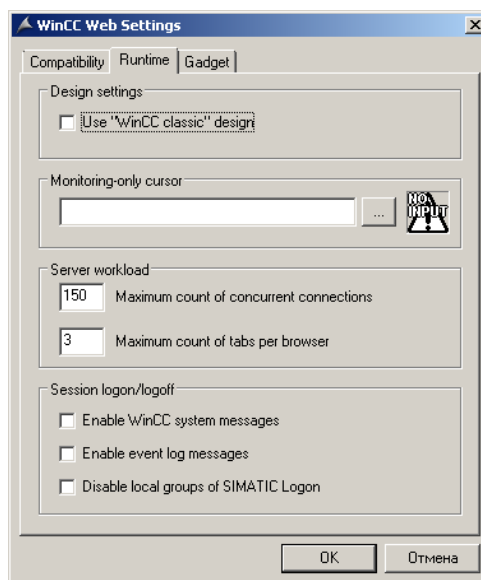 WinCC Web Settings
Compatibility Runtime Gadget
Design settings
Use "WinCC classic" design
Monitoring-only cursor
...
NO
INPUT
Server workload
150 Maximum count of concurrent connections
3 Maximum count of tabs per browser
Session logon/logoff
Enable WinCC system messages
Enable event log messages
Disable local groups of SIMATIC Logon
OK Отмена